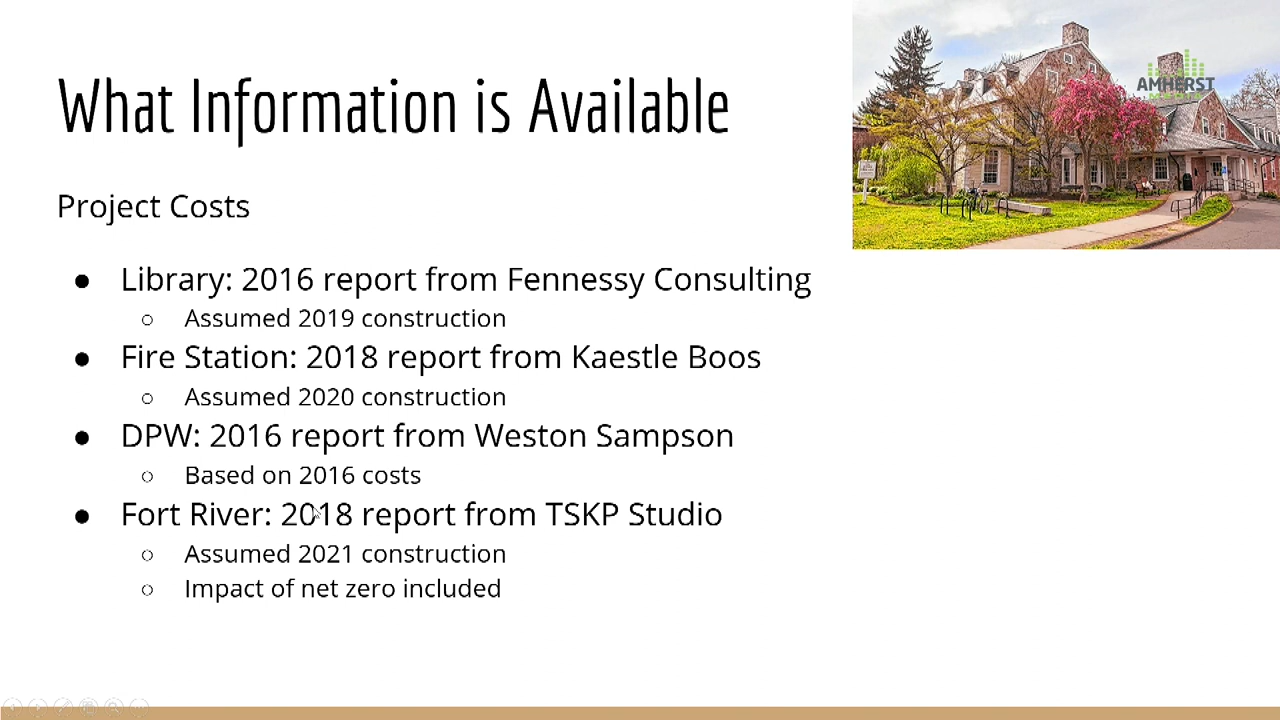 What Information is Available
AMHERST
Project Costs
● Library: 2016 report from Fennessy Consulting
○ Assumed 2019 construction
● Fire Station: 2018 report from Kaestle Boos
○ Assumed 2020 construction
● DPW: 2016 report from Weston Sampson
○ Based on 2016 costs
● Fort River: 2018 report from TSKP Studio
○ Assumed 2021 construction
○ Impact of net zero included